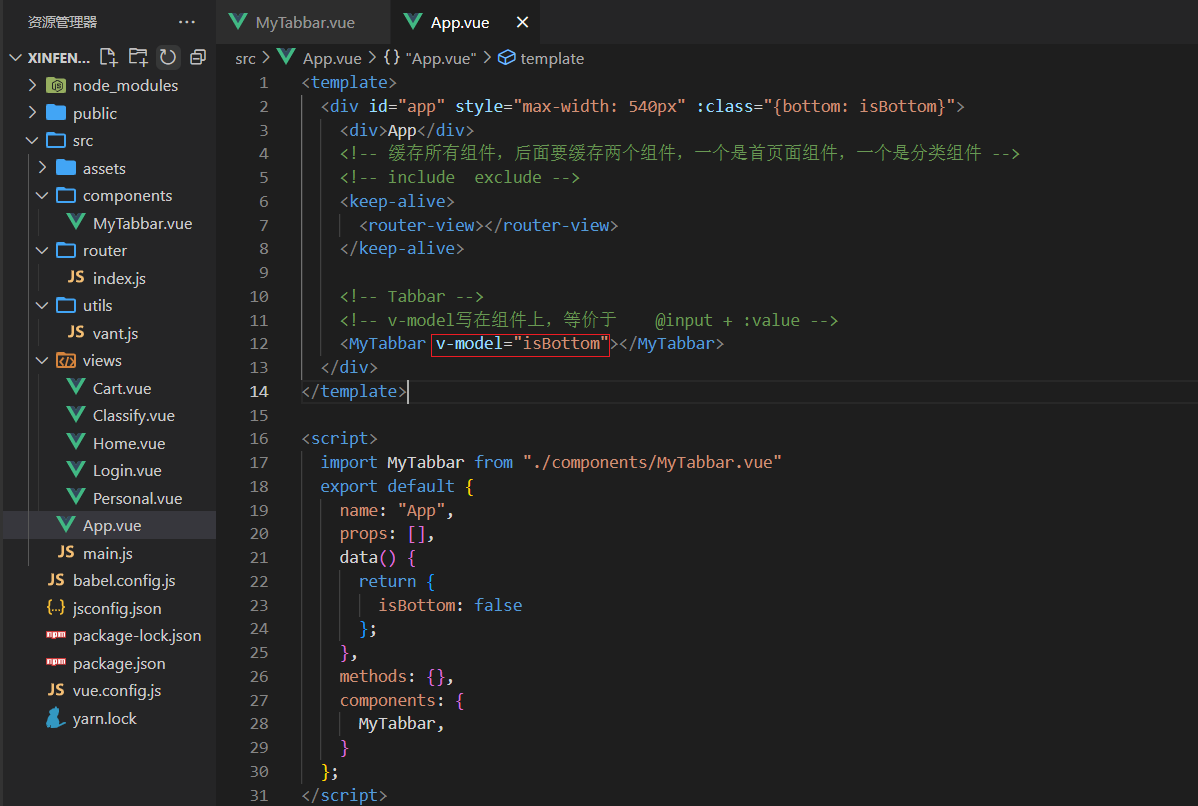 资源管理器 ···
XINFEN...
node_modules
public
src
assets
components
MyTabbar.vue
router
JS index.js
utils
JS vant.js
views
Cart.vue
Classify.vue
Home.vue
Login.vue
Personal.vue
App.vue
JS main.js
JS babel.config.js
{..} jsconfig.json
npm package-lock.json
npm package.json
JS vue.config.js
yarn.lock
MyTabbar.vue App.vue ×
src > App.vue > {} "App.vue" > template
1 <template>
2 <div id="app" style="max-width: 540px" :class="{bottom: isBottom}">
3 <div>App</div>
4 <!-- 缓存所有组件，后面要缓存两个组件，一个是首页面组件，一个是分类组件 -->
5 <!-- include  exclude -->
6 <keep-alive>
7 <router-view></router-view>
8 </keep-alive>
9
10 <!-- Tabbar -->
11 <!-- v-model写在组件上，等价于    @input + :value -->
12 <MyTabbar v-model="isBottom"></MyTabbar>
13 </div>
14 </template>
15
16 <script>
17 import MyTabbar from "./components/MyTabbar.vue"
18 export default {
19 name: "App",
20 props: [],
21 data() {
22 return {
23 isBottom: false
24 };
25 },
26 methods: {},
27 components: {
28 MyTabbar,
29 }
30 };
31 </script>